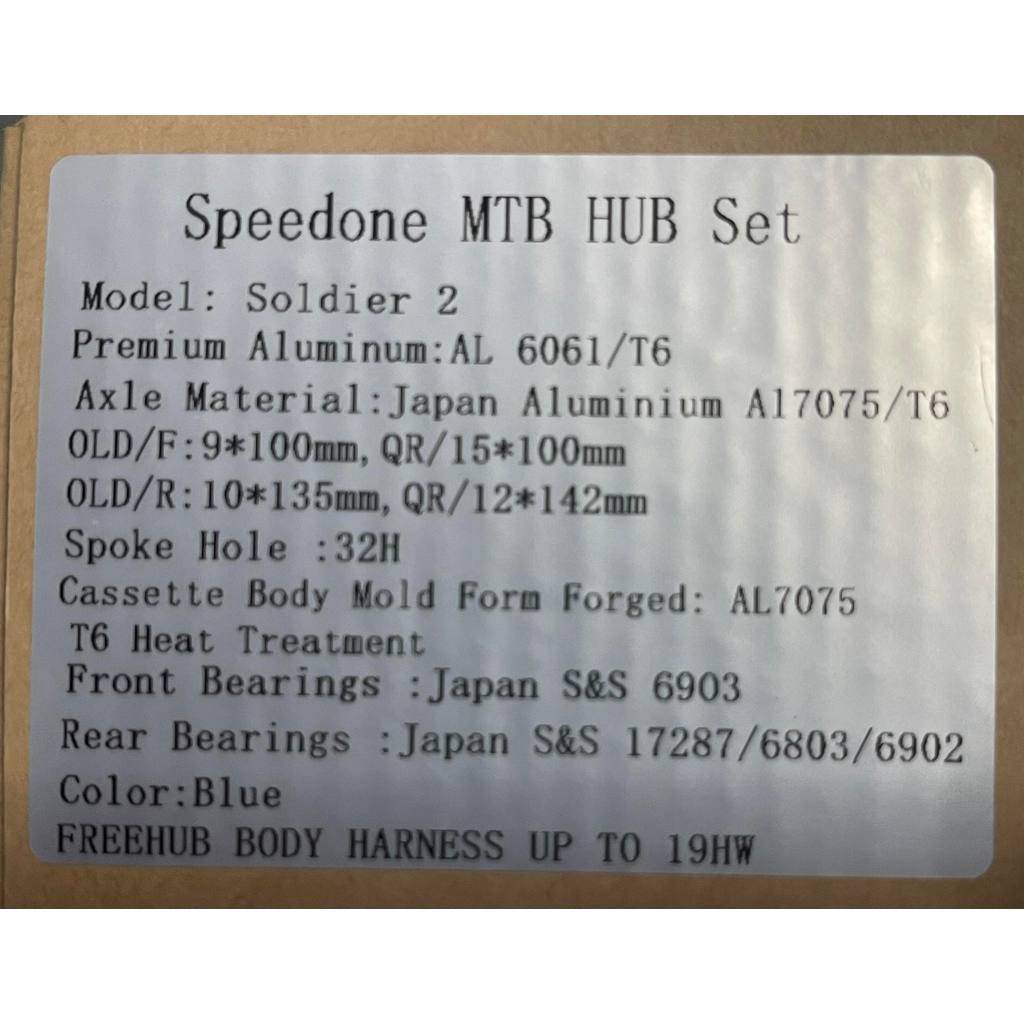 Speedone MTB HUB Set
Model: Soldier 2
Premium Aluminum:AL 6061/T6
Axle Material:Japan Aluminium A17075/T6
OLD/F:9*100mm,QR/15*100mm
OLD/R:10*135mm,QR/12*142mm
Spoke Hole :32H
Cassette Body Mold Form Forged: AL7075
T6 Heat Treatment
Front Bearings :Japan S&S 6903
Rear Bearings :Japan S&S 17287/6803/6902
Color:Blue
FREEHUB BODY HARNESS UP TO 19HW